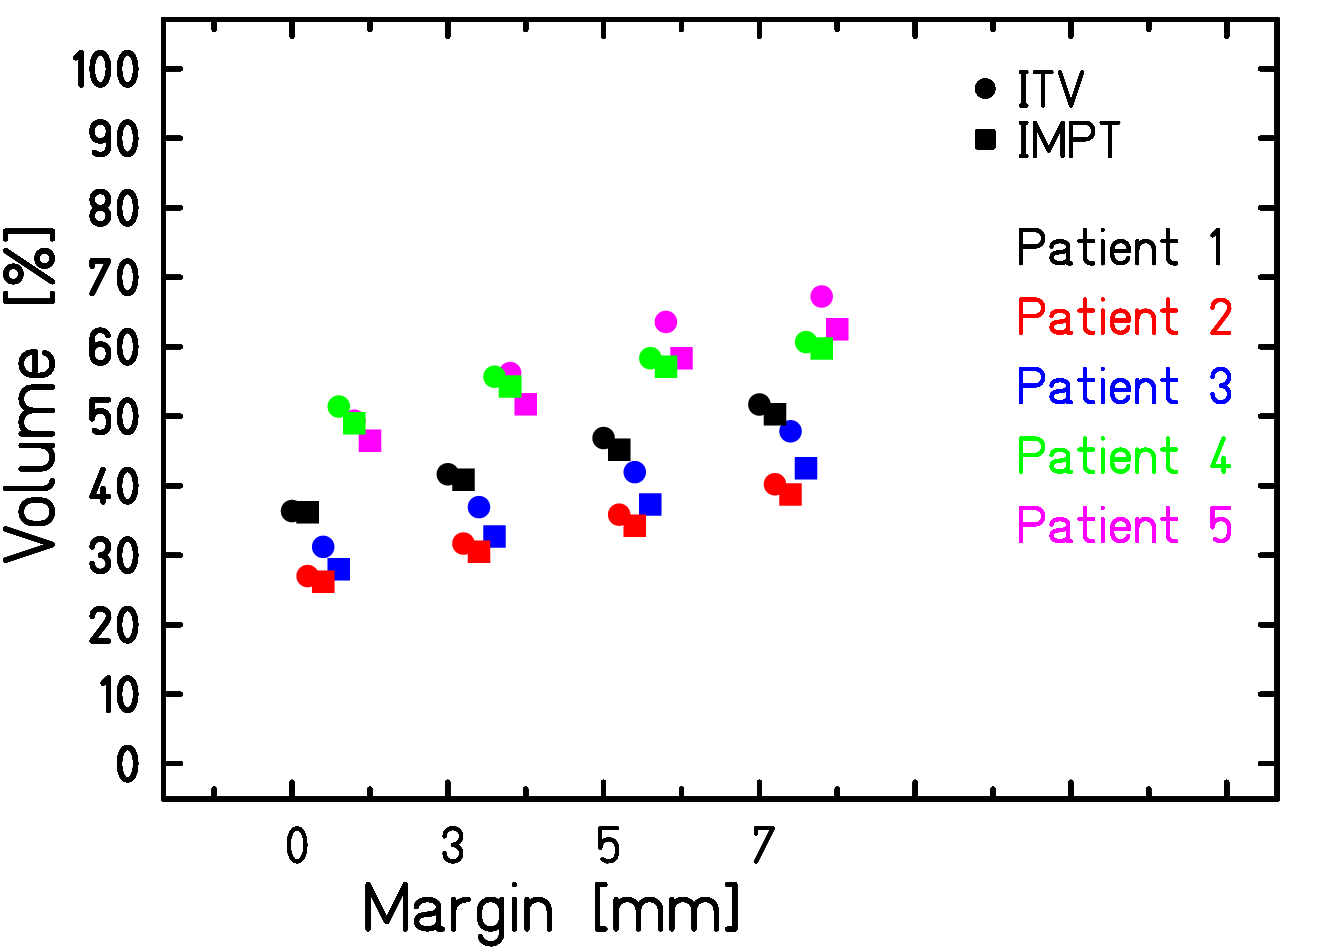 Volume [%]
100
90
80
70
60
50
40
30
20
10
0
ITV
IMPT
Patient 1
Patient 2
Patient 3
Patient 4
Patient 5
0 3 5 7
Margin [mm]